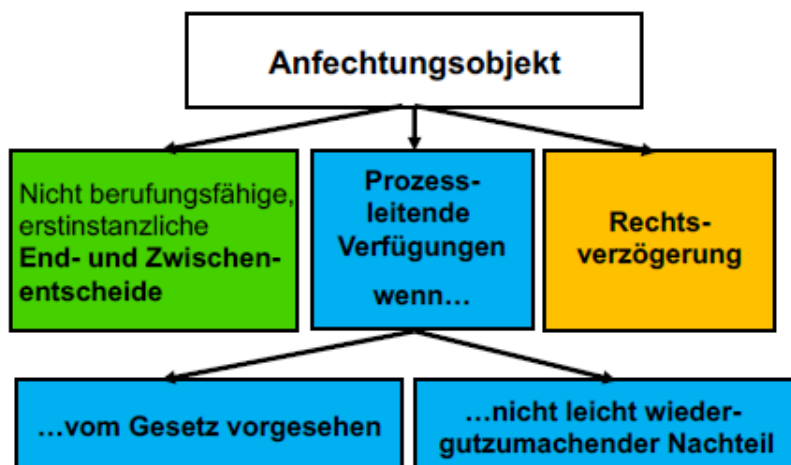 Anfechtungsobjekt
Nicht berufungsfähige,
erstinstanzliche
End- und Zwischen-
entscheide
Prozess-
leitende
Verfügungen
wenn…
Rechts-
verzögerung
…vom Gesetz vorgesehen
…nicht leicht wieder-
gutzumachender Nachteil